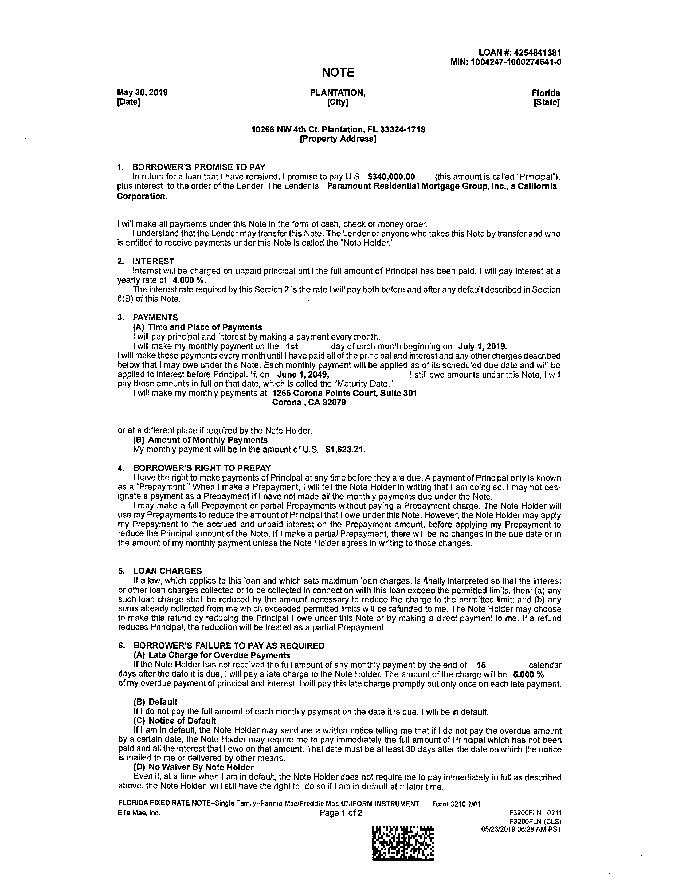 LOAN #: 4254841381
MIN: 1004247-1000274641-0
NOTE
May 30, 2019 PLANTATION, Florida
[Date] [City] [State]
10266 NW 4th Ct, Plantation, FL 33324-1719
[Property Address]
1. BORROWER'S PROMISE TO PAY
In return for a loan that I have received, I promise to pay U.S. $340,000.00 (this amount is called "Principal"),
plus interest, to the order of the Lender. The Lender is Paramount Residential Mortgage Group, Inc., a California
Corporation.
I will make all payments under this Note in the form of cash, check or money order.
I understand that the Lender may transfer this Note. The Lender or anyone who takes this Note by transfer and who
is entitled to receive payments under this Note is called the "Note Holder."
2. INTEREST
Interest will be charged on unpaid principal until the full amount of Principal has been paid. I will pay interest at a
yearly rate of 4.000 %.
The interest rate required by this Section 2 is the rate I will pay both before and after any default described in Section
6(B) of this Note.
3. PAYMENTS
(A) Time and Place of Payments
I will pay principal and interest by making a payment every month.
I will make my monthly payment on the 1st day of each month beginning on July 1, 2019.
I will make these payments every month until I have paid all of the principal and interest and any other charges described
below that I may owe under this Note. Each monthly payment will be applied as of its scheduled due date and will be
applied to interest before Principal. If, on June 1, 2049, I still owe amounts under this Note, I will
pay those amounts in full on that date, which is called the "Maturity Date."
I will make my monthly payments at 1265 Corona Pointe Court, Suite 301
Corona, CA 92879
or at a different place if required by the Note Holder.
(B) Amount of Monthly Payments
My monthly payment will be in the amount of U.S. $1,623.21.
4. BORROWER'S RIGHT TO PREPAY
I have the right to make payments of Principal at any time before they are due. A payment of Principal only is known
as a "Prepayment." When I make a Prepayment, I will tell the Note Holder in writing that I am doing so. I may not des-
ignate a payment as a Prepayment if I have not made all the monthly payments due under the Note.
I may make a full Prepayment or partial Prepayments without paying a Prepayment charge. The Note Holder will
use my Prepayments to reduce the amount of Principal that I owe under this Note. However, the Note Holder may apply
my Prepayment to the accrued and unpaid interest on the Prepayment amount, before applying my Prepayment to
reduce the Principal amount of the Note. If I make a partial Prepayment, there will be no changes in the due date or in
the amount of my monthly payment unless the Note Holder agrees in writing to those changes.
5. LOAN CHARGES
If a law, which applies to this loan and which sets maximum loan charges, is finally interpreted so that the interest
or other loan charges collected or to be collected in connection with this loan exceed the permitted limits, then: (a) any
such loan charge shall be reduced by the amount necessary to reduce the charge to the permitted limit; and (b) any
sums already collected from me which exceeded permitted limits will be refunded to me. The Note Holder may choose
to make this refund by reducing the Principal I owe under this Note or by making a direct payment to me. If a refund
reduces Principal, the reduction will be treated as a partial Prepayment.
6. BORROWER'S FAILURE TO PAY AS REQUIRED
(A) Late Charge for Overdue Payments
If the Note Holder has not received the full amount of any monthly payment by the end of 15 calendar
days after the date it is due, I will pay a late charge to the Note Holder. The amount of the charge will be 5.000 %
of my overdue payment of principal and interest. I will pay this late charge promptly but only once on each late payment.
(B) Default
If I do not pay the full amount of each monthly payment on the date it is due, I will be in default.
(C) Notice of Default
If I am in default, the Note Holder may send me a written notice telling me that if I do not pay the overdue amount
by a certain date, the Note Holder may require me to pay immediately the full amount of Principal which has not been
paid and all the interest that I owe on that amount. That date must be at least 30 days after the date on which the notice
is mailed to me or delivered by other means.
(D) No Waiver By Note Holder
Even if, at a time when I am in default, the Note Holder does not require me to pay immediately in full as described
above, the Note Holder will still have the right to do so if I am in default at a later time.
FLORIDA FIXED RATE NOTE–Single Family–Fannie Mae/Freddie Mac UNIFORM INSTRUMENT Form 3210 1/01
Ellie Mae, Inc. Page 1 of 2 F3200FLN 0211
F3200FLN (CLS)
05/23/2019 06:28 AM PST